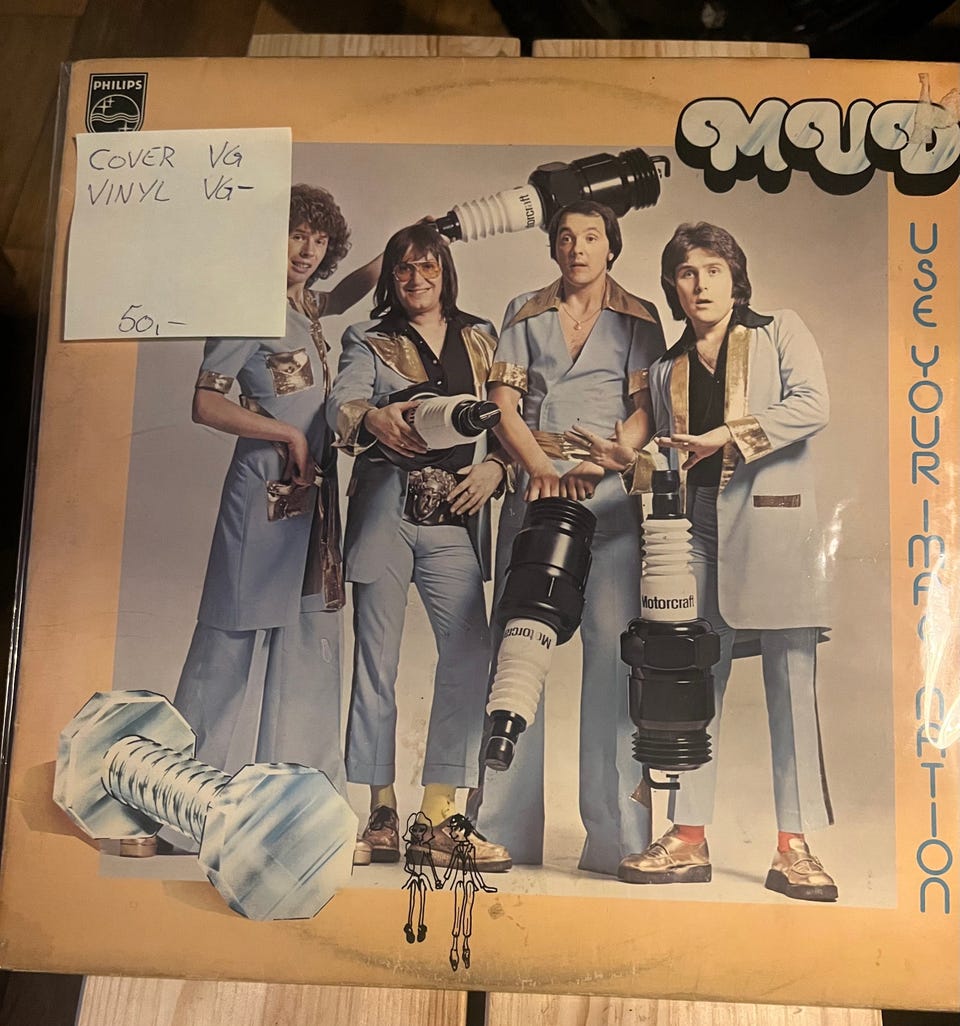 PHILIPS
MUD
COVER VG
VINYL VG-
50,-
USE YOUR IMAGINATION
Motorcraft
Motorcraft
Motorcraft